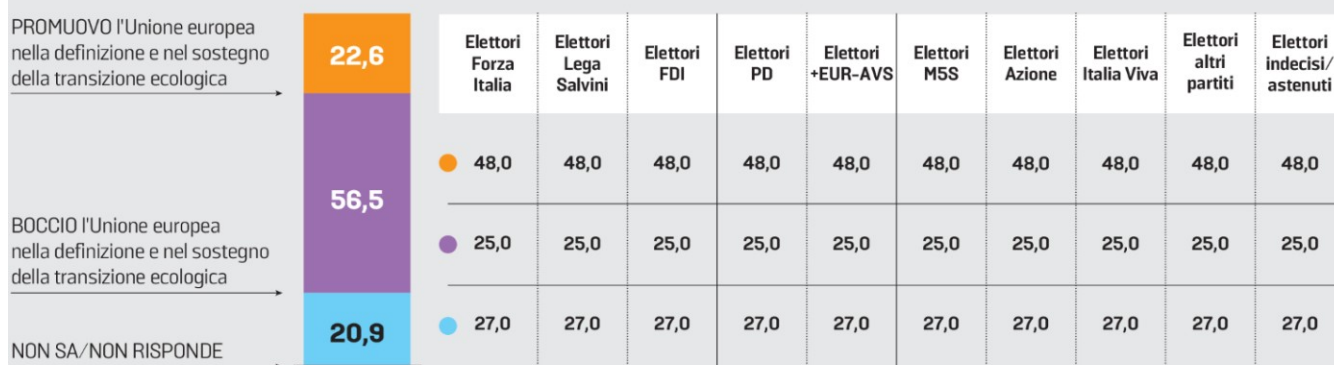 PROMUOVO l'Unione europea
nella definizione e nel sostegno
della transizione ecologica
22,6
56,5
BOCCIO l'Unione europea
nella definizione e nel sostegno
della transizione ecologica
20,9
NON SA/NON RISPONDE
Elettori
Forza
Italia
Elettori
Lega
Salvini
Elettori
FDI
Elettori
PD
Elettori
+EUR-AVS
Elettori
M5S
Elettori
Azione
Elettori
Italia Viva
Elettori
altri
partiti
Elettori
indecisi/
astenuti
48,0 48,0 48,0 48,0 48,0 48,0 48,0 48,0 48,0 48,0
25,0 25,0 25,0 25,0 25,0 25,0 25,0 25,0 25,0 25,0
27,0 27,0 27,0 27,0 27,0 27,0 27,0 27,0 27,0 27,0